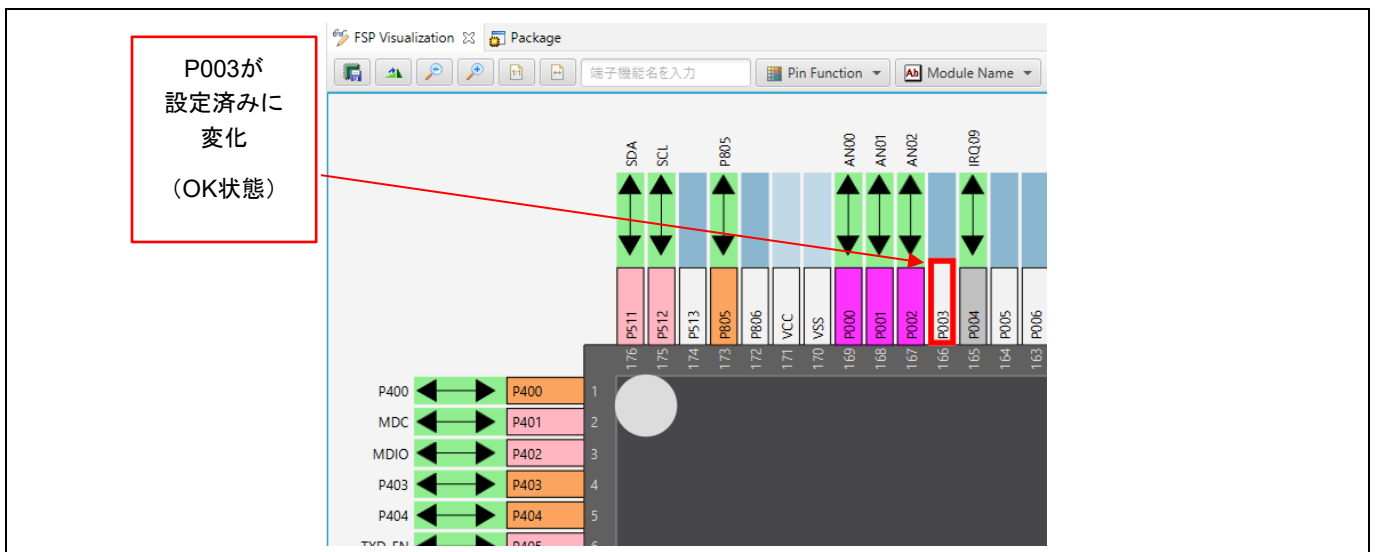 FSP Visualization
Package
端子機能名を入力
Pin Function
Module Name
P003が
設定済みに
変化
（OK状態）
SDA
SCL
P805
AN00
AN01
AN02
IRQ09
P511
P512
P513
P805
P806
VCC
VSS
P000
P001
P002
P003
P004
P005
P006
176
175
174
173
172
171
170
169
168
167
166
165
164
163
P400 P400 1
MDC P401 2
MDIO P402 3
P403 P403 4
P404 P404 5